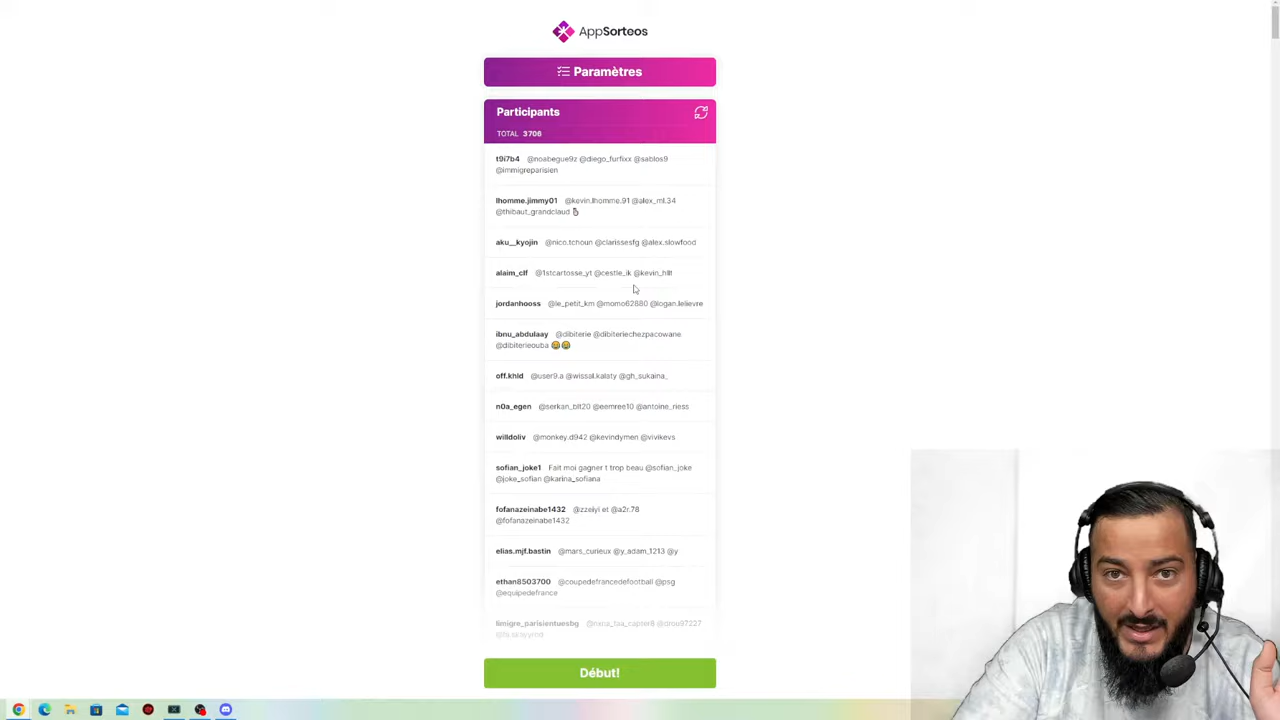 AppSorteos
Paramètres
Participants
TOTAL 3706
t9i7b4 @noabegue9z @diego_furfixx @sablos9
@immigreparisien
lhomme.jimmy01 @kevin.lhomme.91 @alex_ml.34
@thibaut_grandclaud
aku__kyojin @nico.tchoun @clarissesfg @alex.slowfood
alaim_clf @1stcartosse_yt @cestle_ik @kevin_hllt
jordanhooss @le_petit_km @momo62880 @logan.lelievre
ibnu_abdulaay @dibiterie @dibiteriechezpacowane
@dibiterieouba 😂😂
off.khld @user9.a @wissal.kalaty @gh_sukaina_
n0a_egen @serkan_blt20 @eemree10 @antoine_riess
willdoliv @monkey.d942 @kevindymen @vivikevs
sofian_joke1 Fait moi gagner t trop beau @sofian_joke
@joke_sofian @karina_sofiana
fofanazeinabe1432 @zzeiyi et @a2r.78
@fofanazeinabe1432
elias.mjf.bastin @mars_curieux @y_adam_1213 @y
ethan8503700 @coupedefrancedefootball @psg
@equipedefrance
limigre_parisientuesbg
Début!